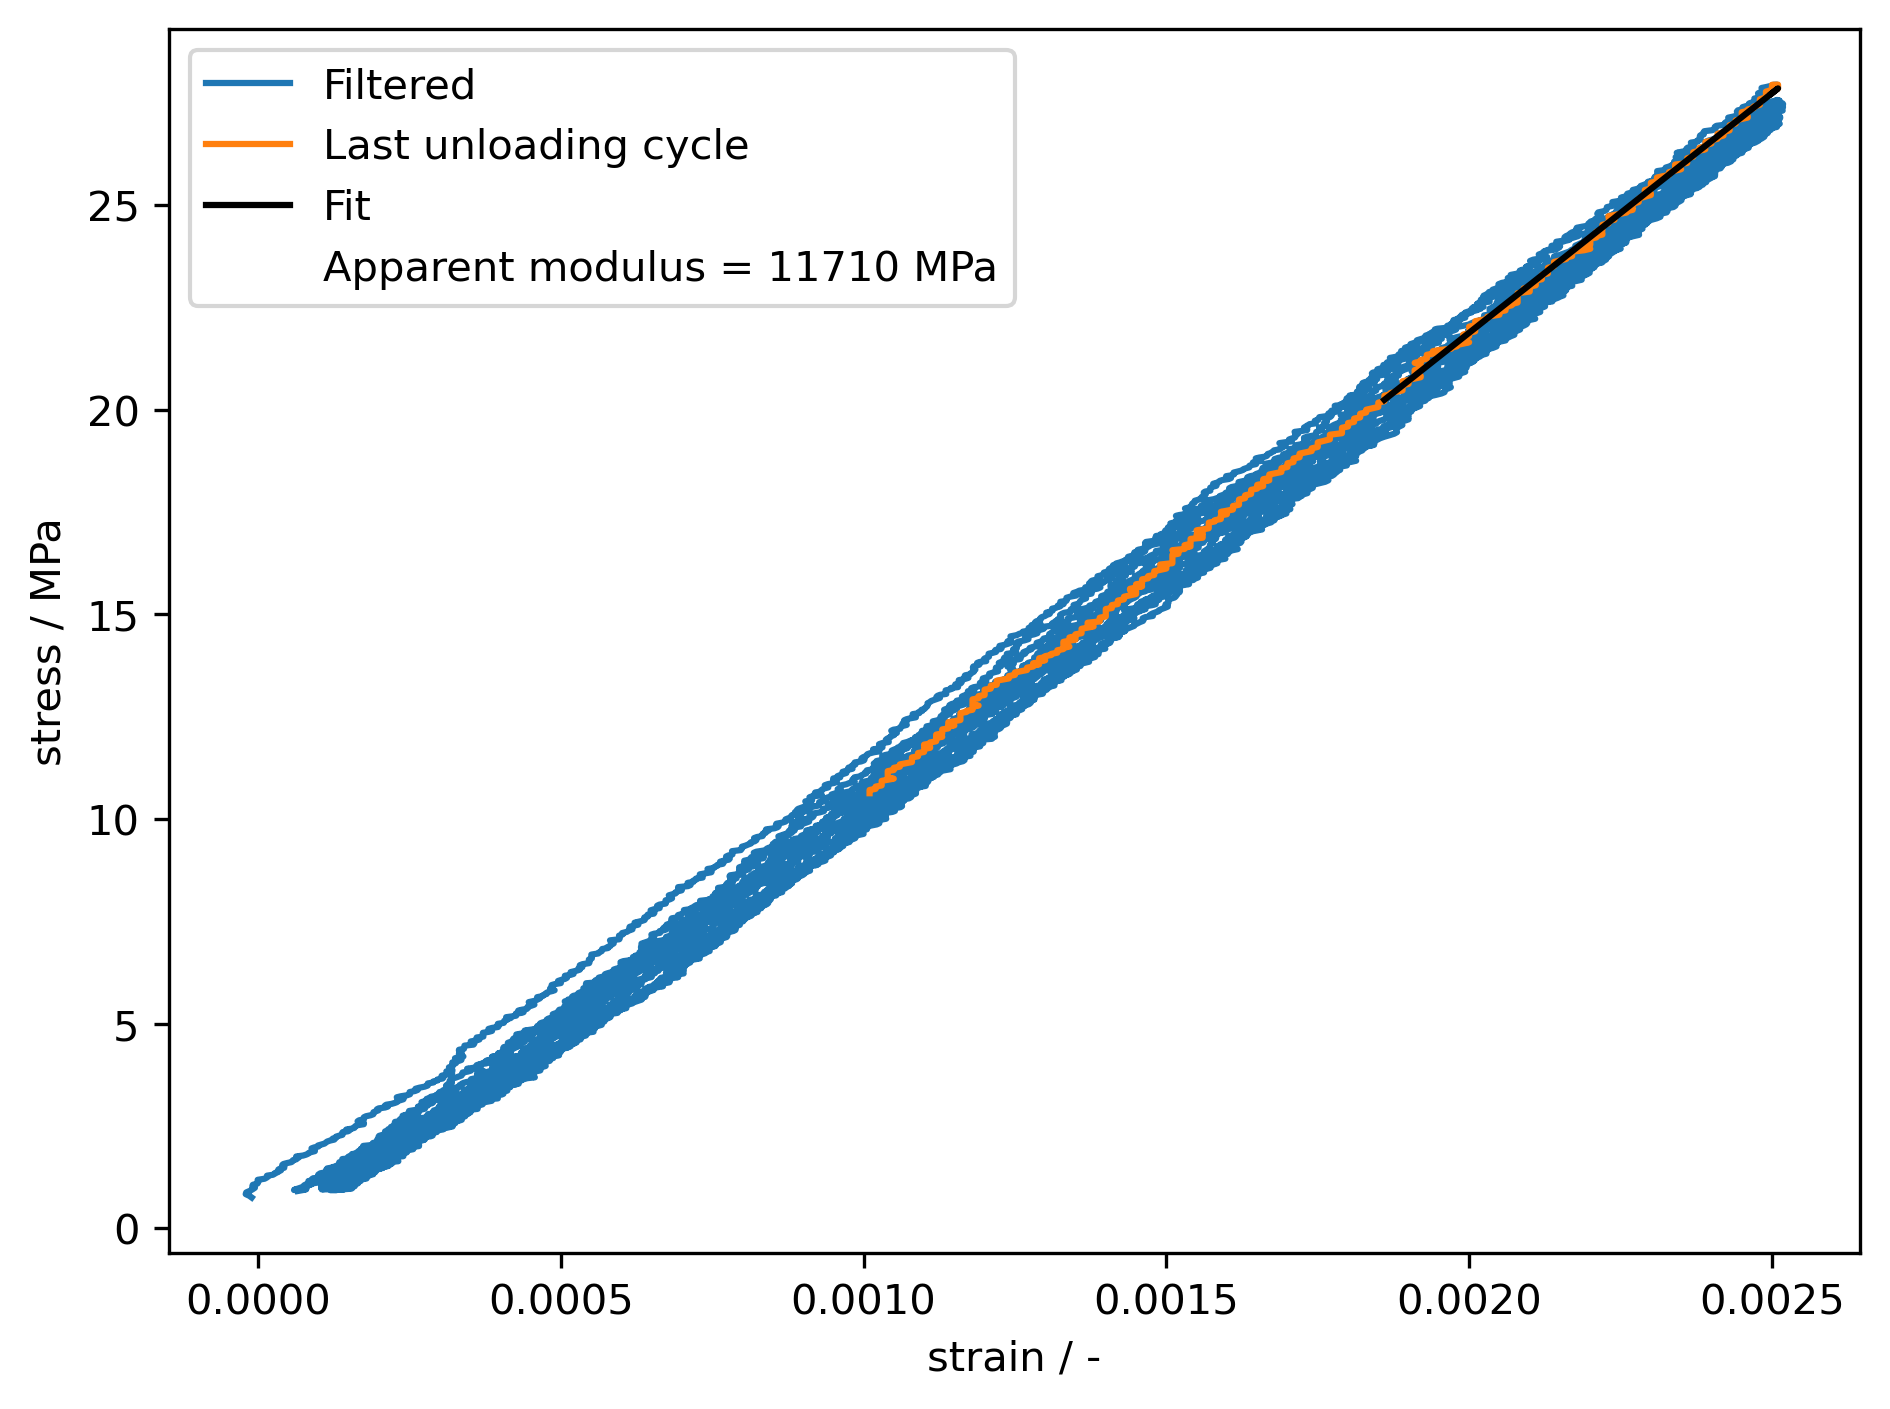 Filtered
Last unloading cycle
Fit
Apparent modulus = 11710 MPa
stress / MPa
25
20
15
10
5
0
0.0000 0.0005 0.0010 0.0015 0.0020 0.0025
strain / -